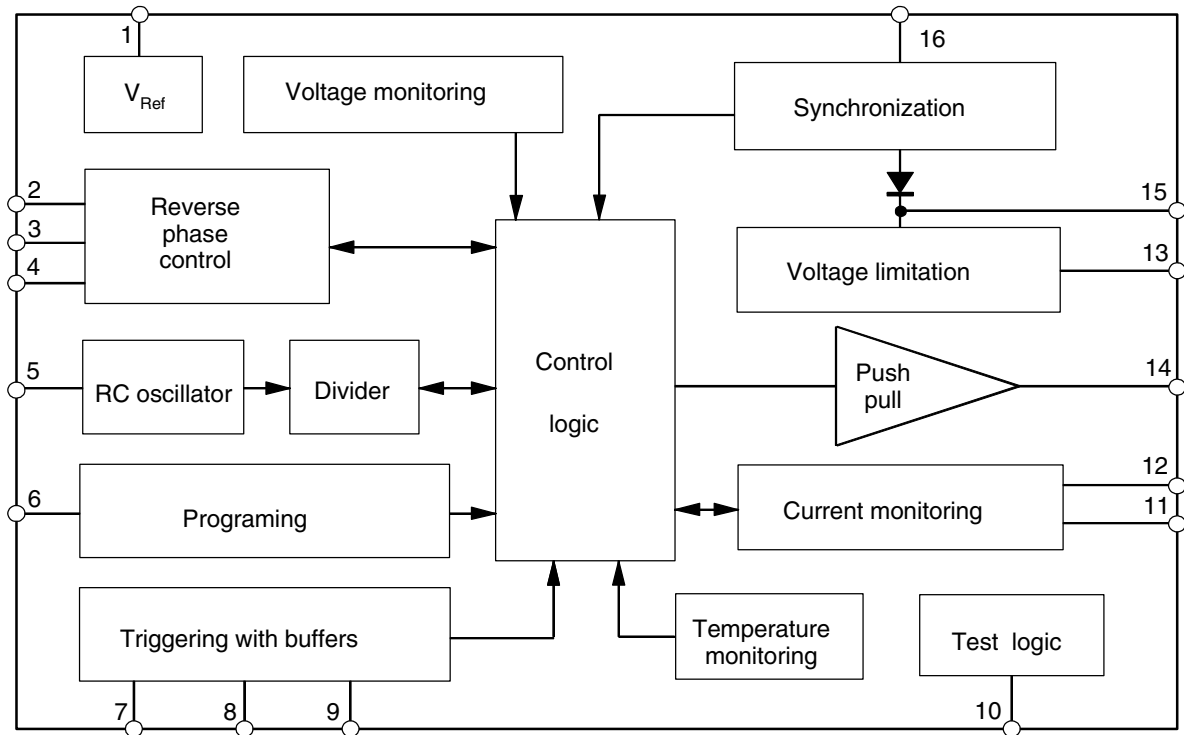 1
16
V_Ref
Voltage monitoring
Synchronization
2
3
4
Reverse
phase
control
15
13
Voltage limitation
5
RC oscillator
Divider
Control
logic
Push
pull
14
6
Programing
12
11
Current monitoring
Triggering with buffers
Temperature
monitoring
Test logic
7
8
9
10